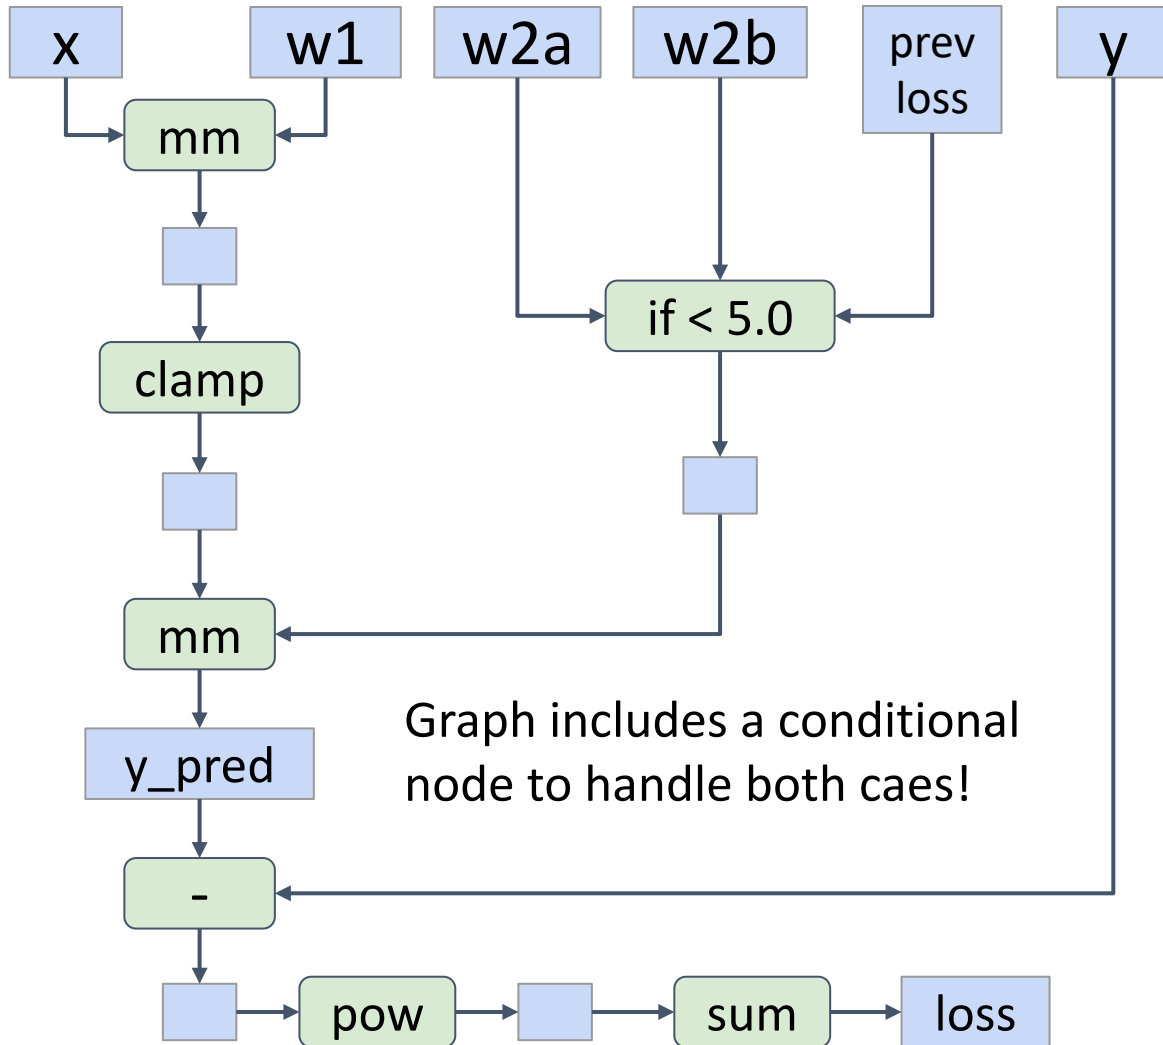 x
w1
w2a
w2b
prev
loss
y
mm
if < 5.0
clamp
mm
Graph includes a conditional
node to handle both caes!
y_pred
-
pow
sum
loss